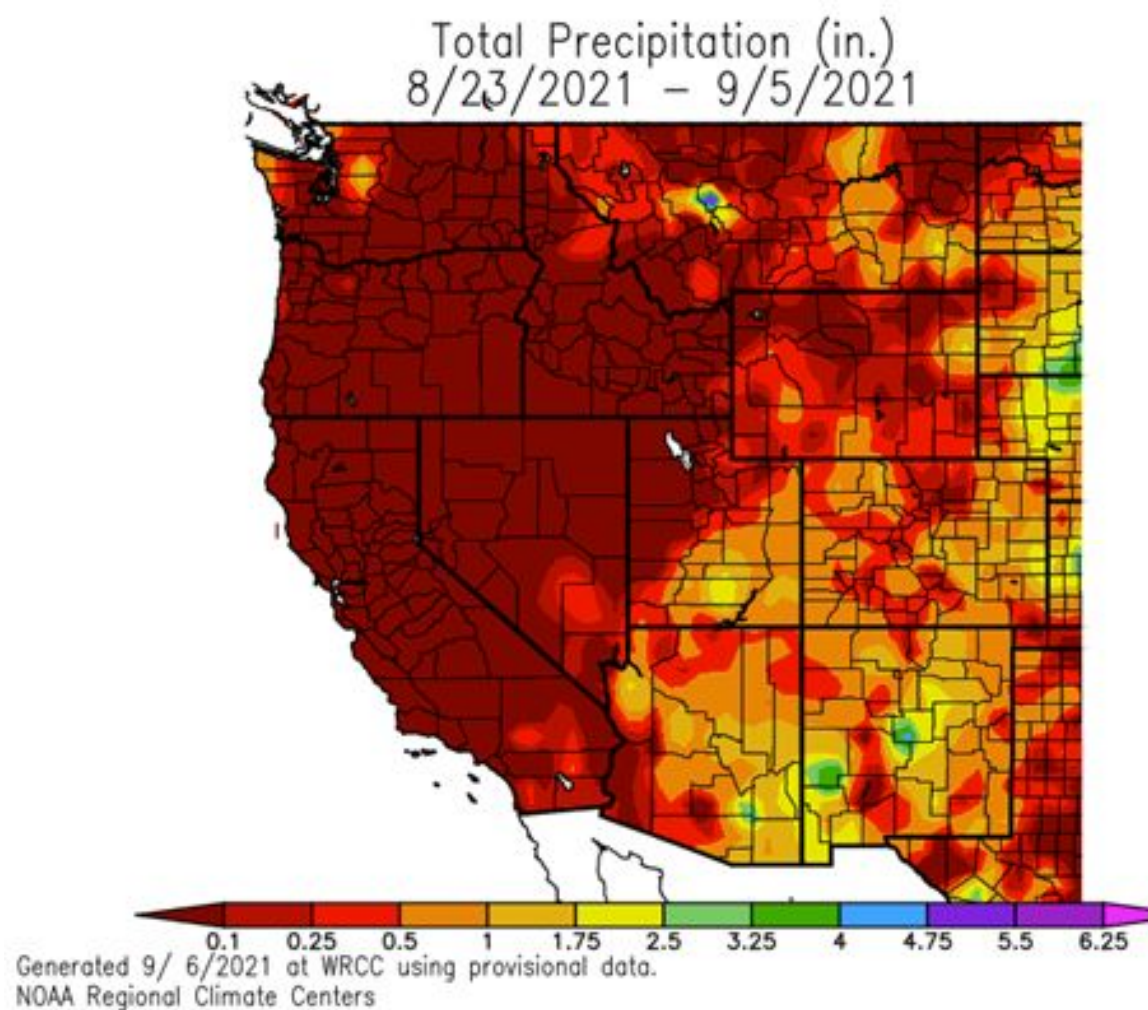 Total Precipitation (in.)
8/23/2021 – 9/5/2021
0.1 0.25 0.5 1 1.75 2.5 3.25 4 4.75 5.5 6.25
Generated 9/ 6/2021 at WRCC using provisional data.
NOAA Regional Climate Centers